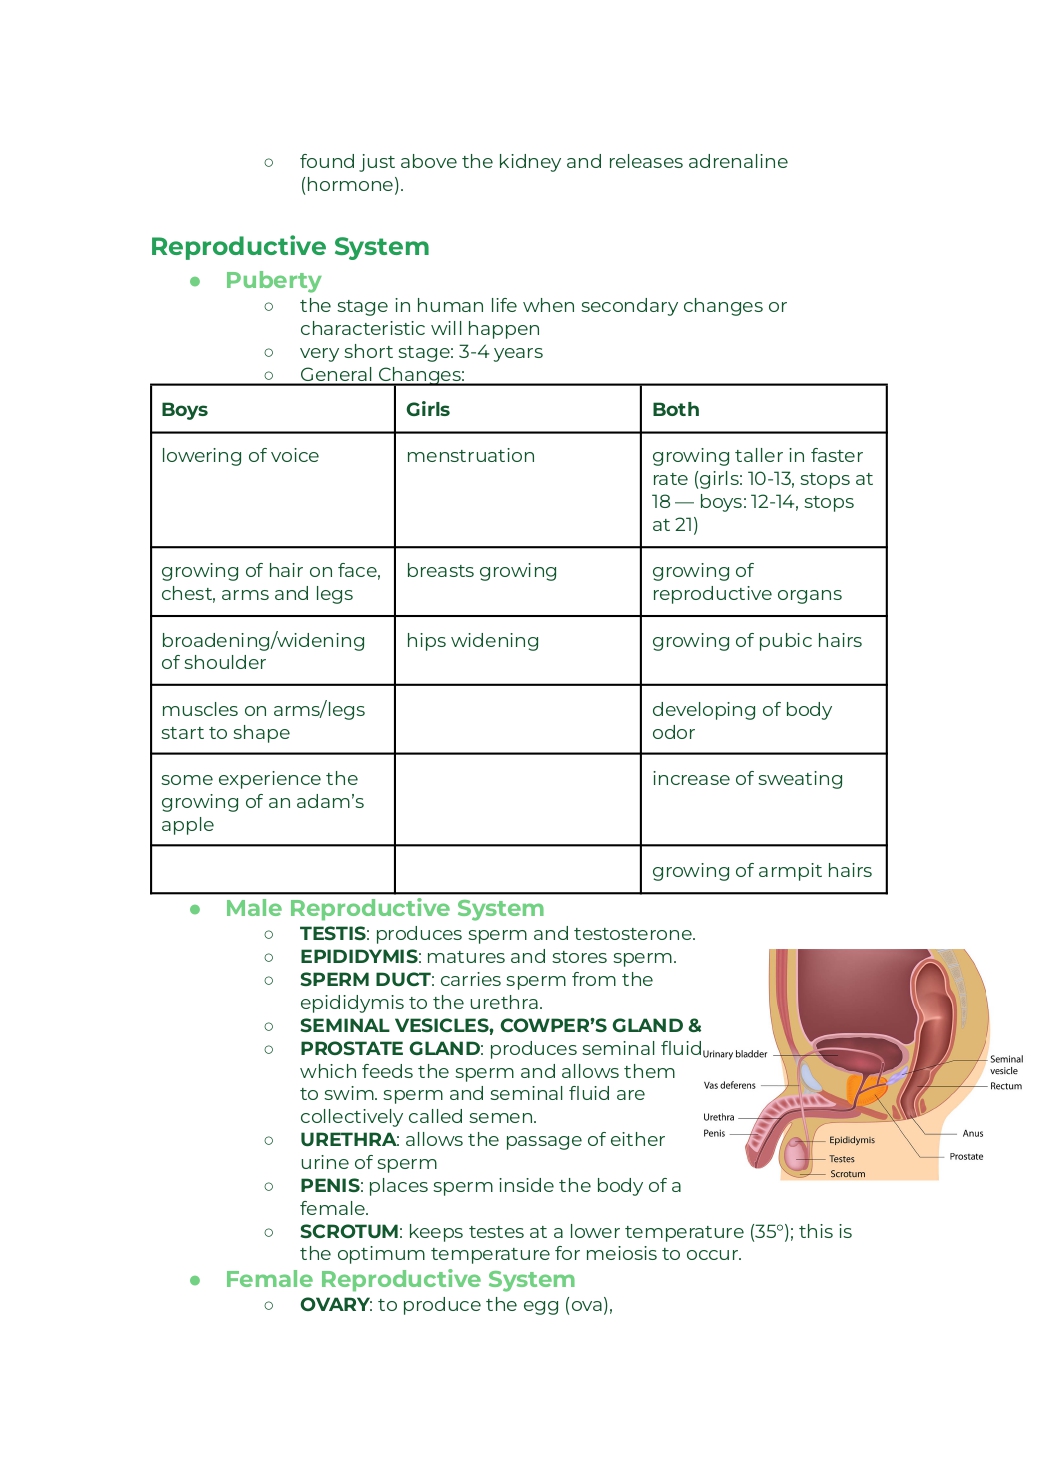 ○ found just above the kidney and releases adrenaline
(hormone).
Reproductive System
● Puberty
○ the stage in human life when secondary changes or
characteristic will happen
○ very short stage: 3-4 years
○ General Changes:
Boys Girls Both
lowering of voice menstruation growing taller in faster
rate (girls: 10-13, stops at
18 — boys: 12-14, stops
at 21)
growing of hair on face, breasts growing growing of
chest, arms and legs reproductive organs
broadening/widening hips widening growing of pubic hairs
of shoulder
muscles on arms/legs developing of body
start to shape odor
some experience the increase of sweating
growing of an adam’s
apple
growing of armpit hairs
● Male Reproductive System
○ TESTIS: produces sperm and testosterone.
○ EPIDIDYMIS: matures and stores sperm.
○ SPERM DUCT: carries sperm from the
epididymis to the urethra.
○ SEMINAL VESICLES, COWPER’S GLAND &
○ PROSTATE GLAND: produces seminal fluid
which feeds the sperm and allows them
to swim. sperm and seminal fluid are
collectively called semen.
○ URETHRA: allows the passage of either
urine of sperm
○ PENIS: places sperm inside the body of a
female.
○ SCROTUM: keeps testes at a lower temperature (35°); this is
the optimum temperature for meiosis to occur.
Urinary bladder
Vas deferens
Urethra
Penis
Epididymis
Testes
Scrotum
Seminal
vesicle
Rectum
Anus
Prostate
● Female Reproductive System
○ OVARY: to produce the egg (ova),